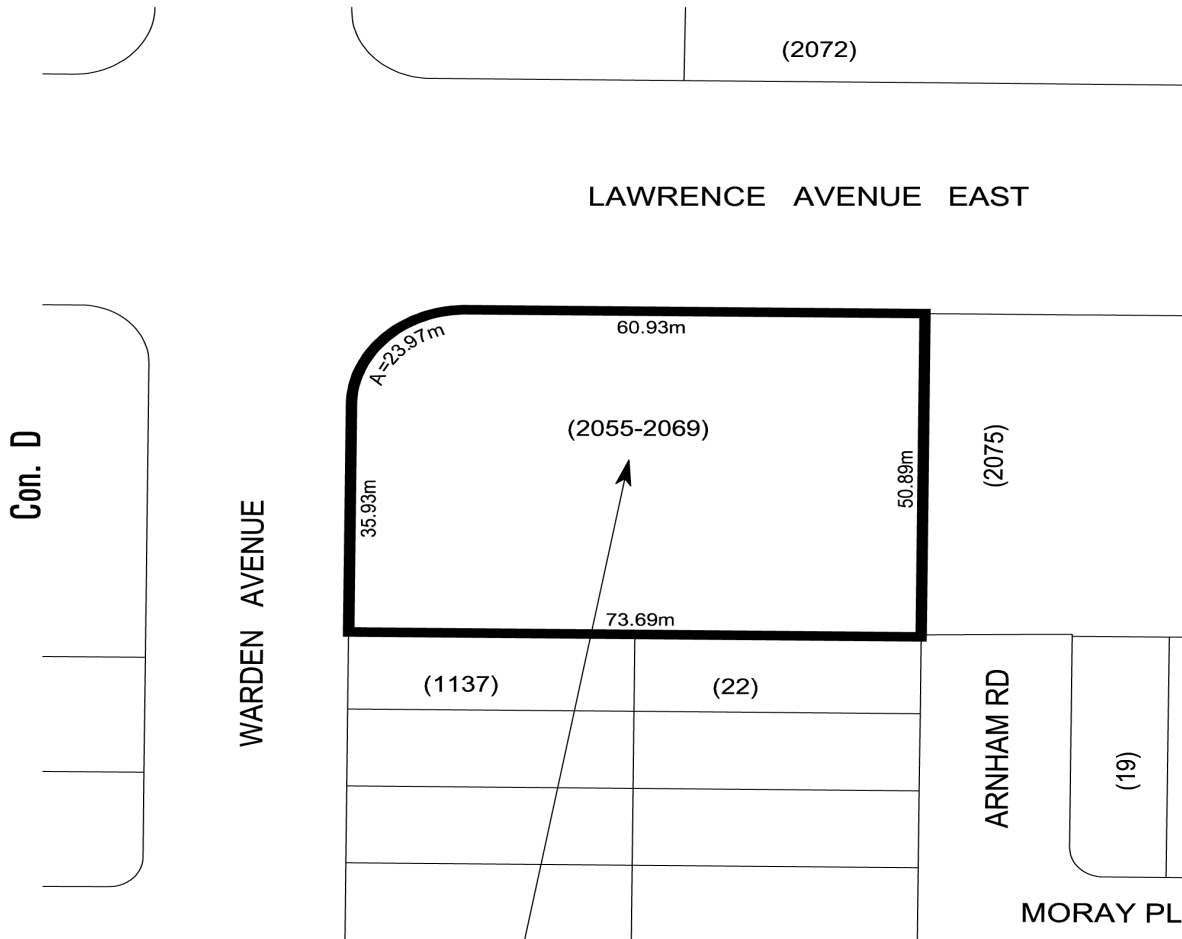 (2072)
LAWRENCE AVENUE EAST
A=23.97m
60.93m
(2055-2069)
35.93m
50.89m
(2075)
Con. D
WARDEN AVENUE
73.69m
(1137)
(22)
ARNHAM RD
(19)
MORAY PL